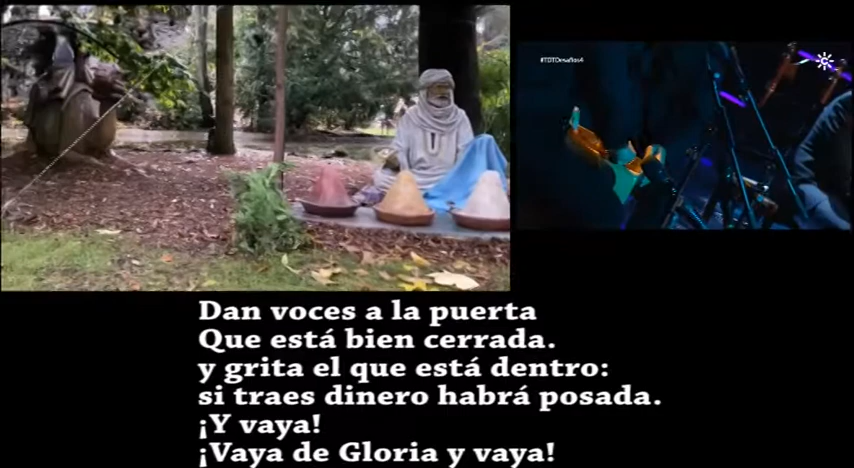 #TDTDesafíos4
Dan voces a la puerta
Que está bien cerrada.
y grita el que está dentro:
si traes dinero habrá posada.
¡Y vaya!
¡Vaya de Gloria y vaya!